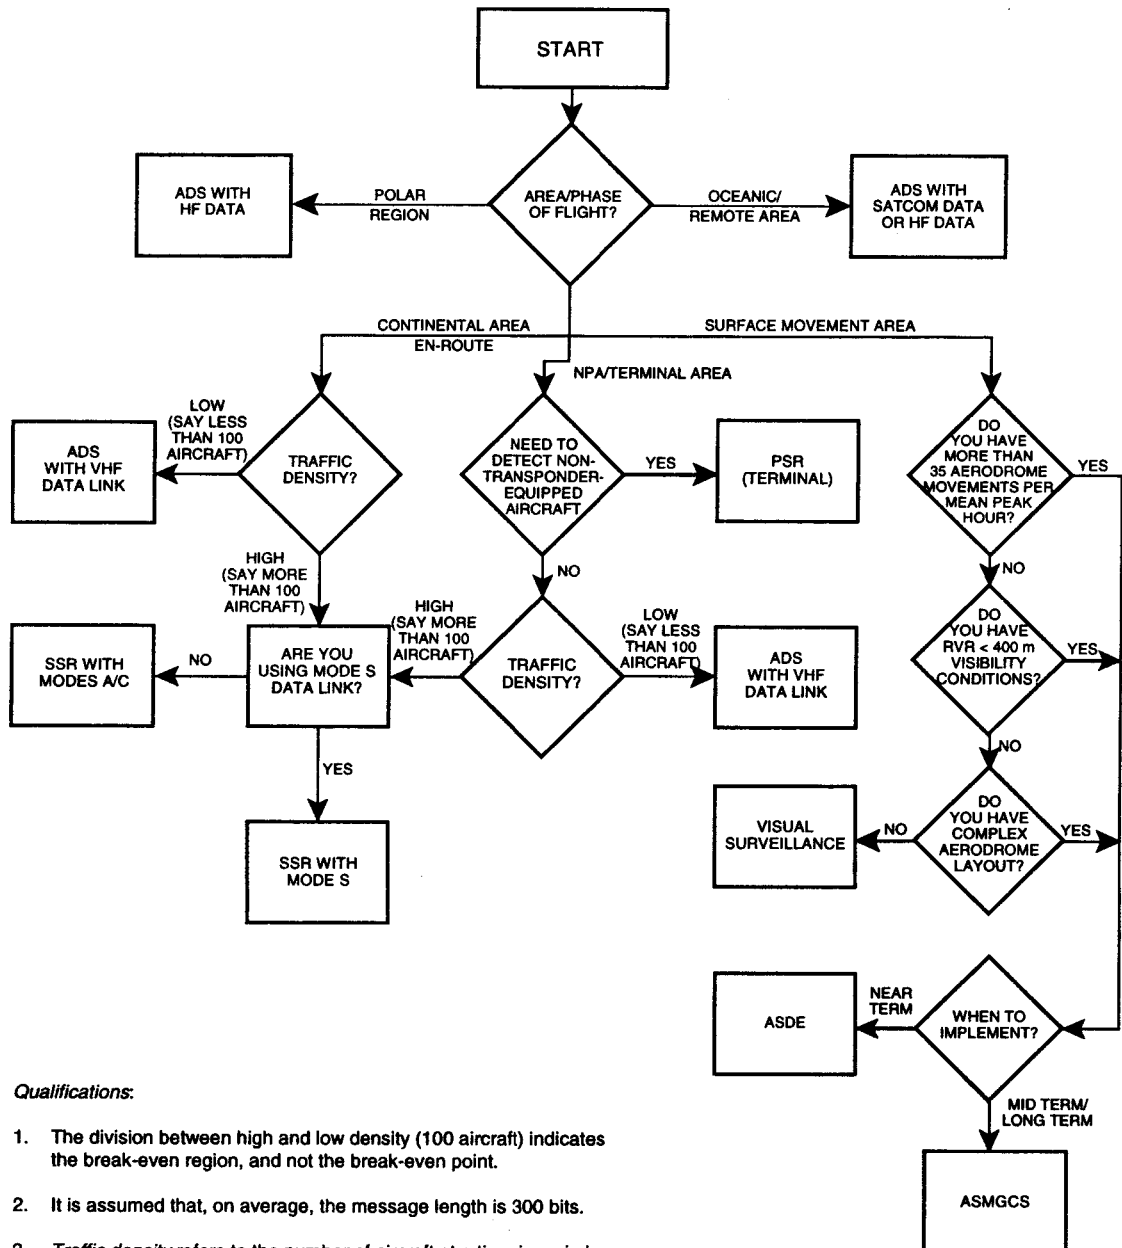 START
AREA/PHASE
OF FLIGHT?
POLAR
REGION
ADS WITH
HF DATA
OCEANIC/
REMOTE AREA
ADS WITH
SATCOM DATA
OR HF DATA
CONTINENTAL AREA
EN-ROUTE
SURFACE MOVEMENT AREA
NPA/TERMINAL AREA
LOW
(SAY LESS
THAN 100
AIRCRAFT)
ADS
WITH VHF
DATA LINK
TRAFFIC
DENSITY?
NEED TO
DETECT NON-
TRANSPONDER-
EQUIPPED
AIRCRAFT
YES
PSR
(TERMINAL)
DO
YOU HAVE
MORE THAN
35 AERODROME
MOVEMENTS PER
MEAN PEAK
HOUR?
YES
HIGH
(SAY MORE
THAN 100
AIRCRAFT)
NO
NO
SSR WITH
MODES A/C
NO
ARE YOU
USING MODE S
DATA LINK?
HIGH
(SAY MORE
THAN 100
AIRCRAFT)
TRAFFIC
DENSITY?
LOW
(SAY LESS
THAN 100
AIRCRAFT)
ADS
WITH VHF
DATA LINK
DO
YOU HAVE
RVR < 400 m
VISIBILITY
CONDITIONS?
YES
YES
NO
SSR WITH
MODE S
VISUAL
SURVEILLANCE
NO
DO
YOU HAVE
COMPLEX
AERODROME
LAYOUT?
YES
ASDE
NEAR
TERM
WHEN TO
IMPLEMENT?
MID TERM/
LONG TERM
ASMGCS
Qualifications:
1. The division between high and low density (100 aircraft) indicates
the break-even region, and not the break-even point.
2. It is assumed that, on average, the message length is 300 bits.